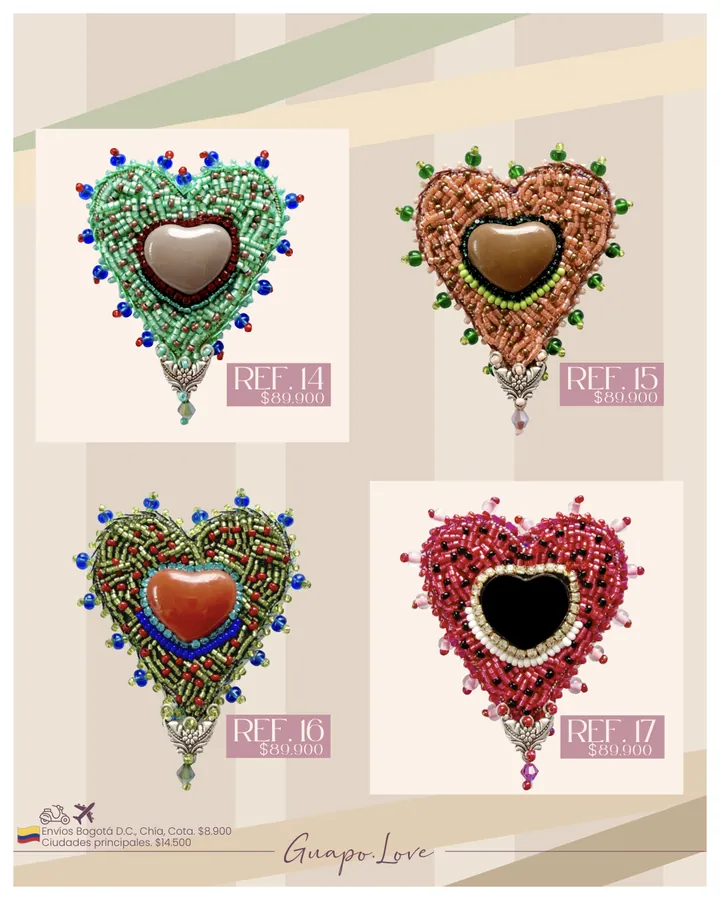 REF. 14
$89.900
REF. 15
$89.900
REF. 16
$89.900
REF. 17
$89.900
Envios Bogotá D.C., Chía, Cota. $8.900
Ciudades principales. $14.500
Guapo.Love